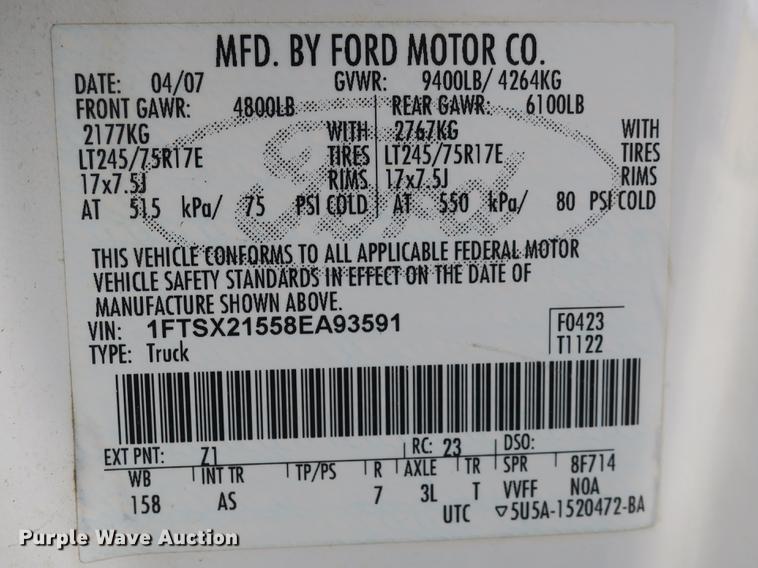 MFD. BY FORD MOTOR CO.
DATE: 04/07 GVWR: 9400LB/ 4264KG
FRONT GAWR: 4800LB REAR GAWR: 6100LB
2177KG WITH 2767KG WITH
LT245/75R17E TIRES LT245/75R17E TIRES
17x7.5J RIMS 17x7.5J RIMS
AT 515 kPa/ 75 PSI COLD AT 550 kPa/ 80 PSI COLD
Ford
THIS VEHICLE CONFORMS TO ALL APPLICABLE FEDERAL MOTOR
VEHICLE SAFETY STANDARDS IN EFFECT ON THE DATE OF
MANUFACTURE SHOWN ABOVE.
VIN: 1FTSX21558EA93591 F0423
TYPE: Truck T1122
EXT PNT: Z1 RC: 23 DSO:
WB INT TR TP/PS R AXLE TR SPR 8F714
158 AS 7 3L T VVFF NOA
UTC ▽5U5A-1520472-BA
Purple Wave Auction